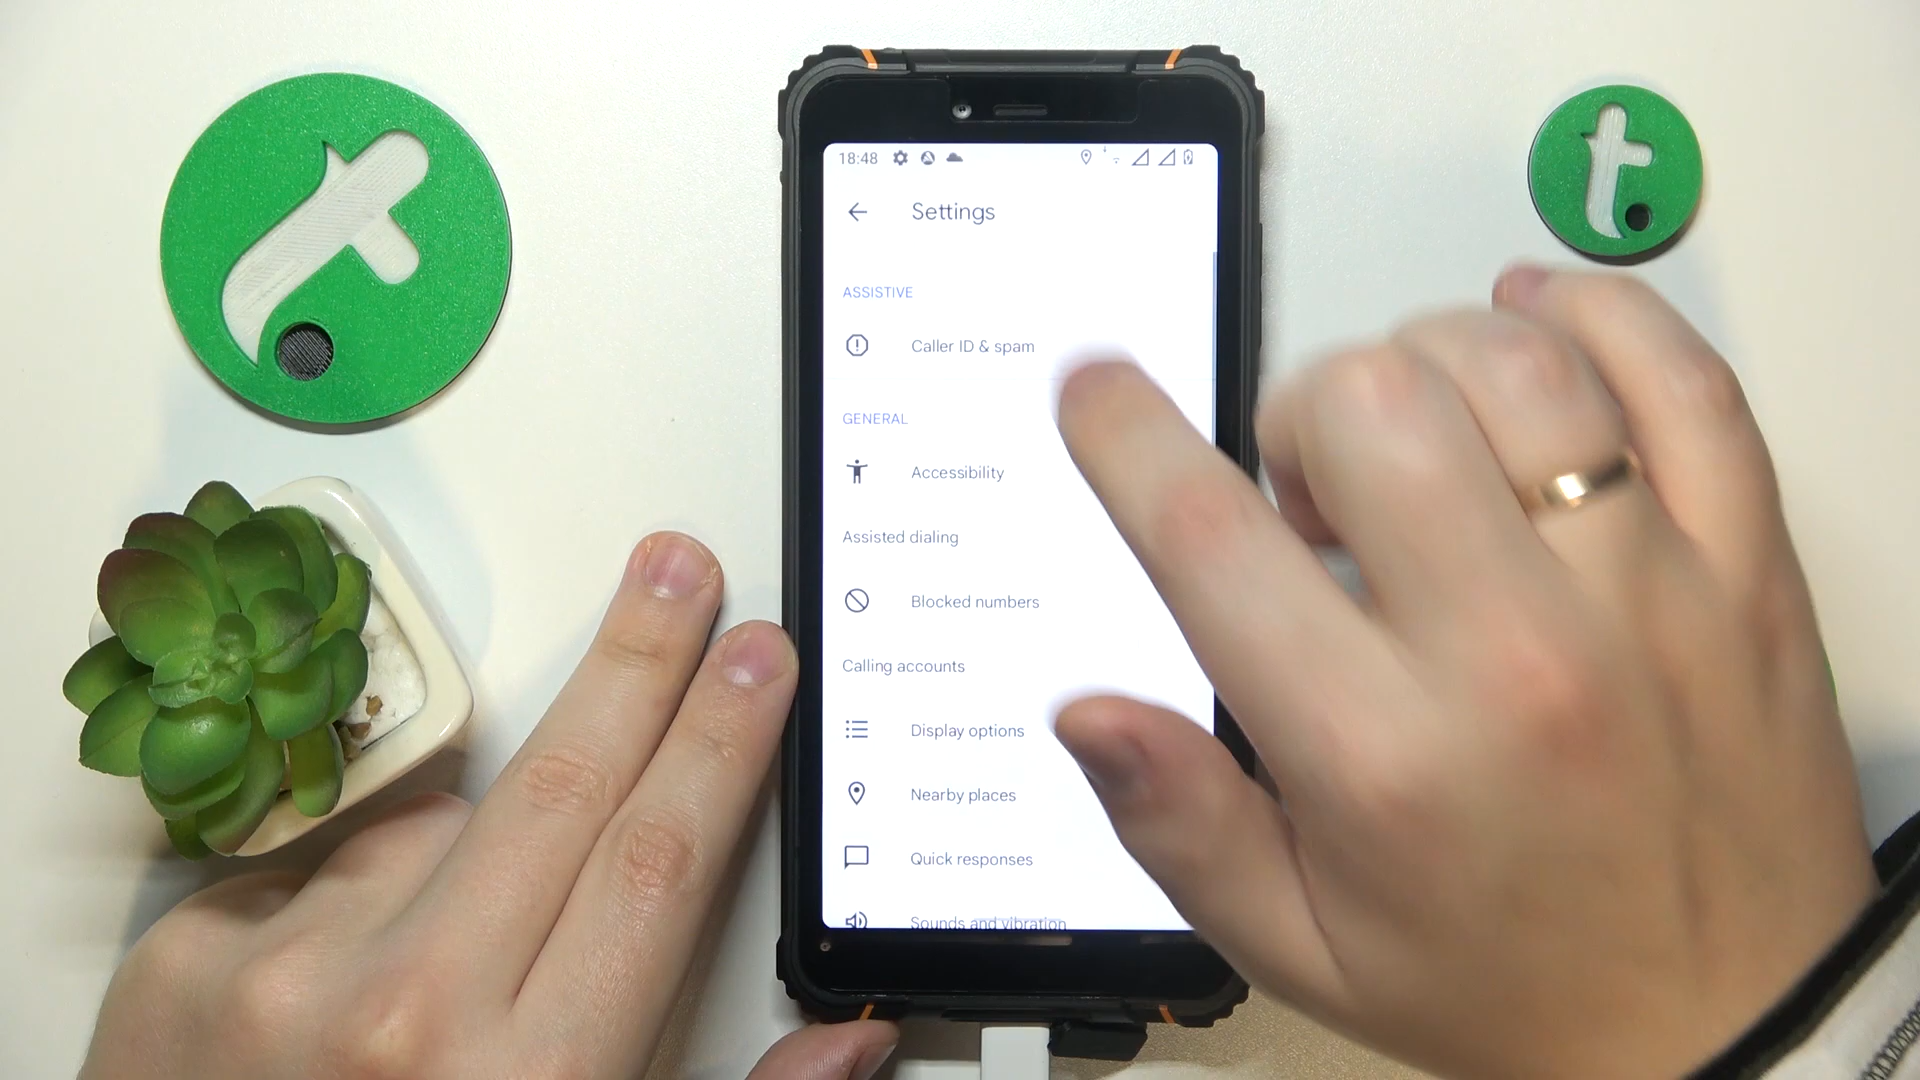 18:48
Settings
ASSISTIVE
Caller ID & spam
GENERAL
Accessibility
Assisted dialing
Blocked numbers
Calling accounts
Display options
Nearby places
Quick responses
Sounds and vibration